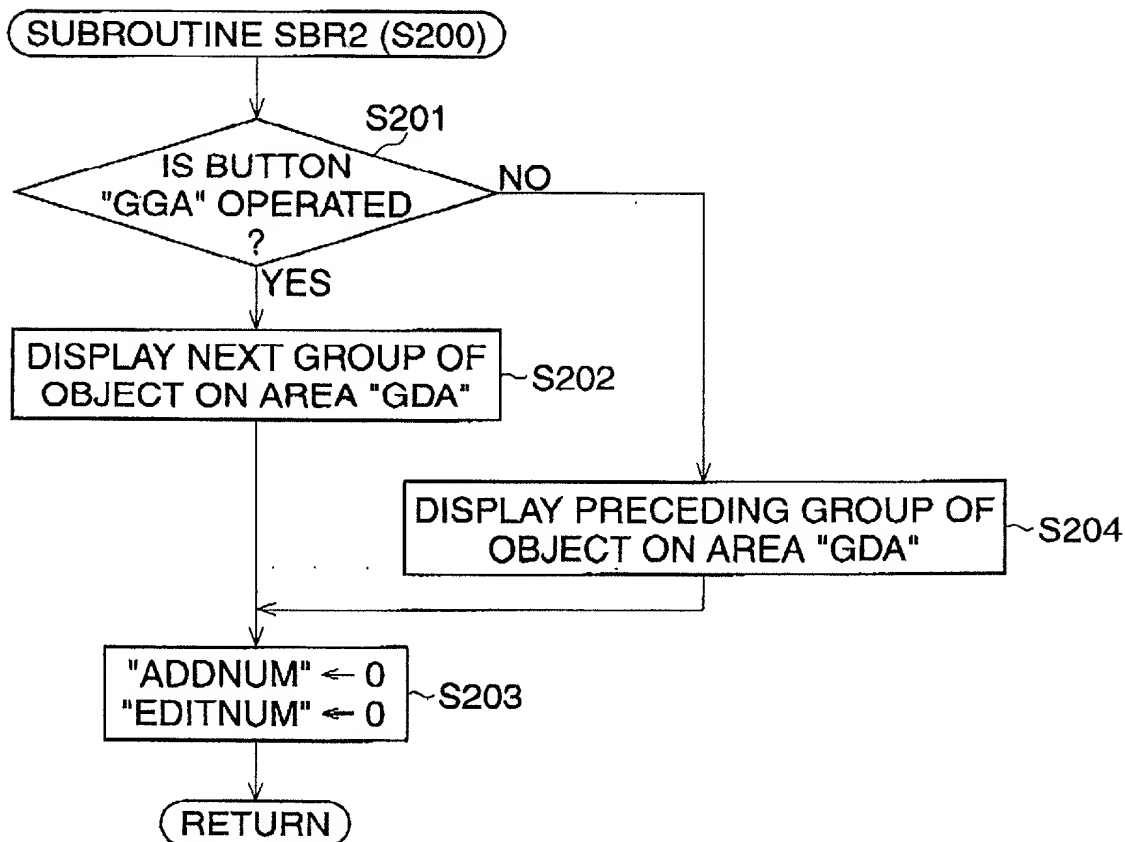 SUBROUTINE SBR2 (S200)
S201
IS BUTTON
"GGA" OPERATED
?
NO
YES
DISPLAY NEXT GROUP OF
OBJECT ON AREA "GDA"
S202
DISPLAY PRECEDING GROUP OF
OBJECT ON AREA "GDA"
S204
"ADDNUM" ← 0
"EDITNUM" ← 0
S203
RETURN